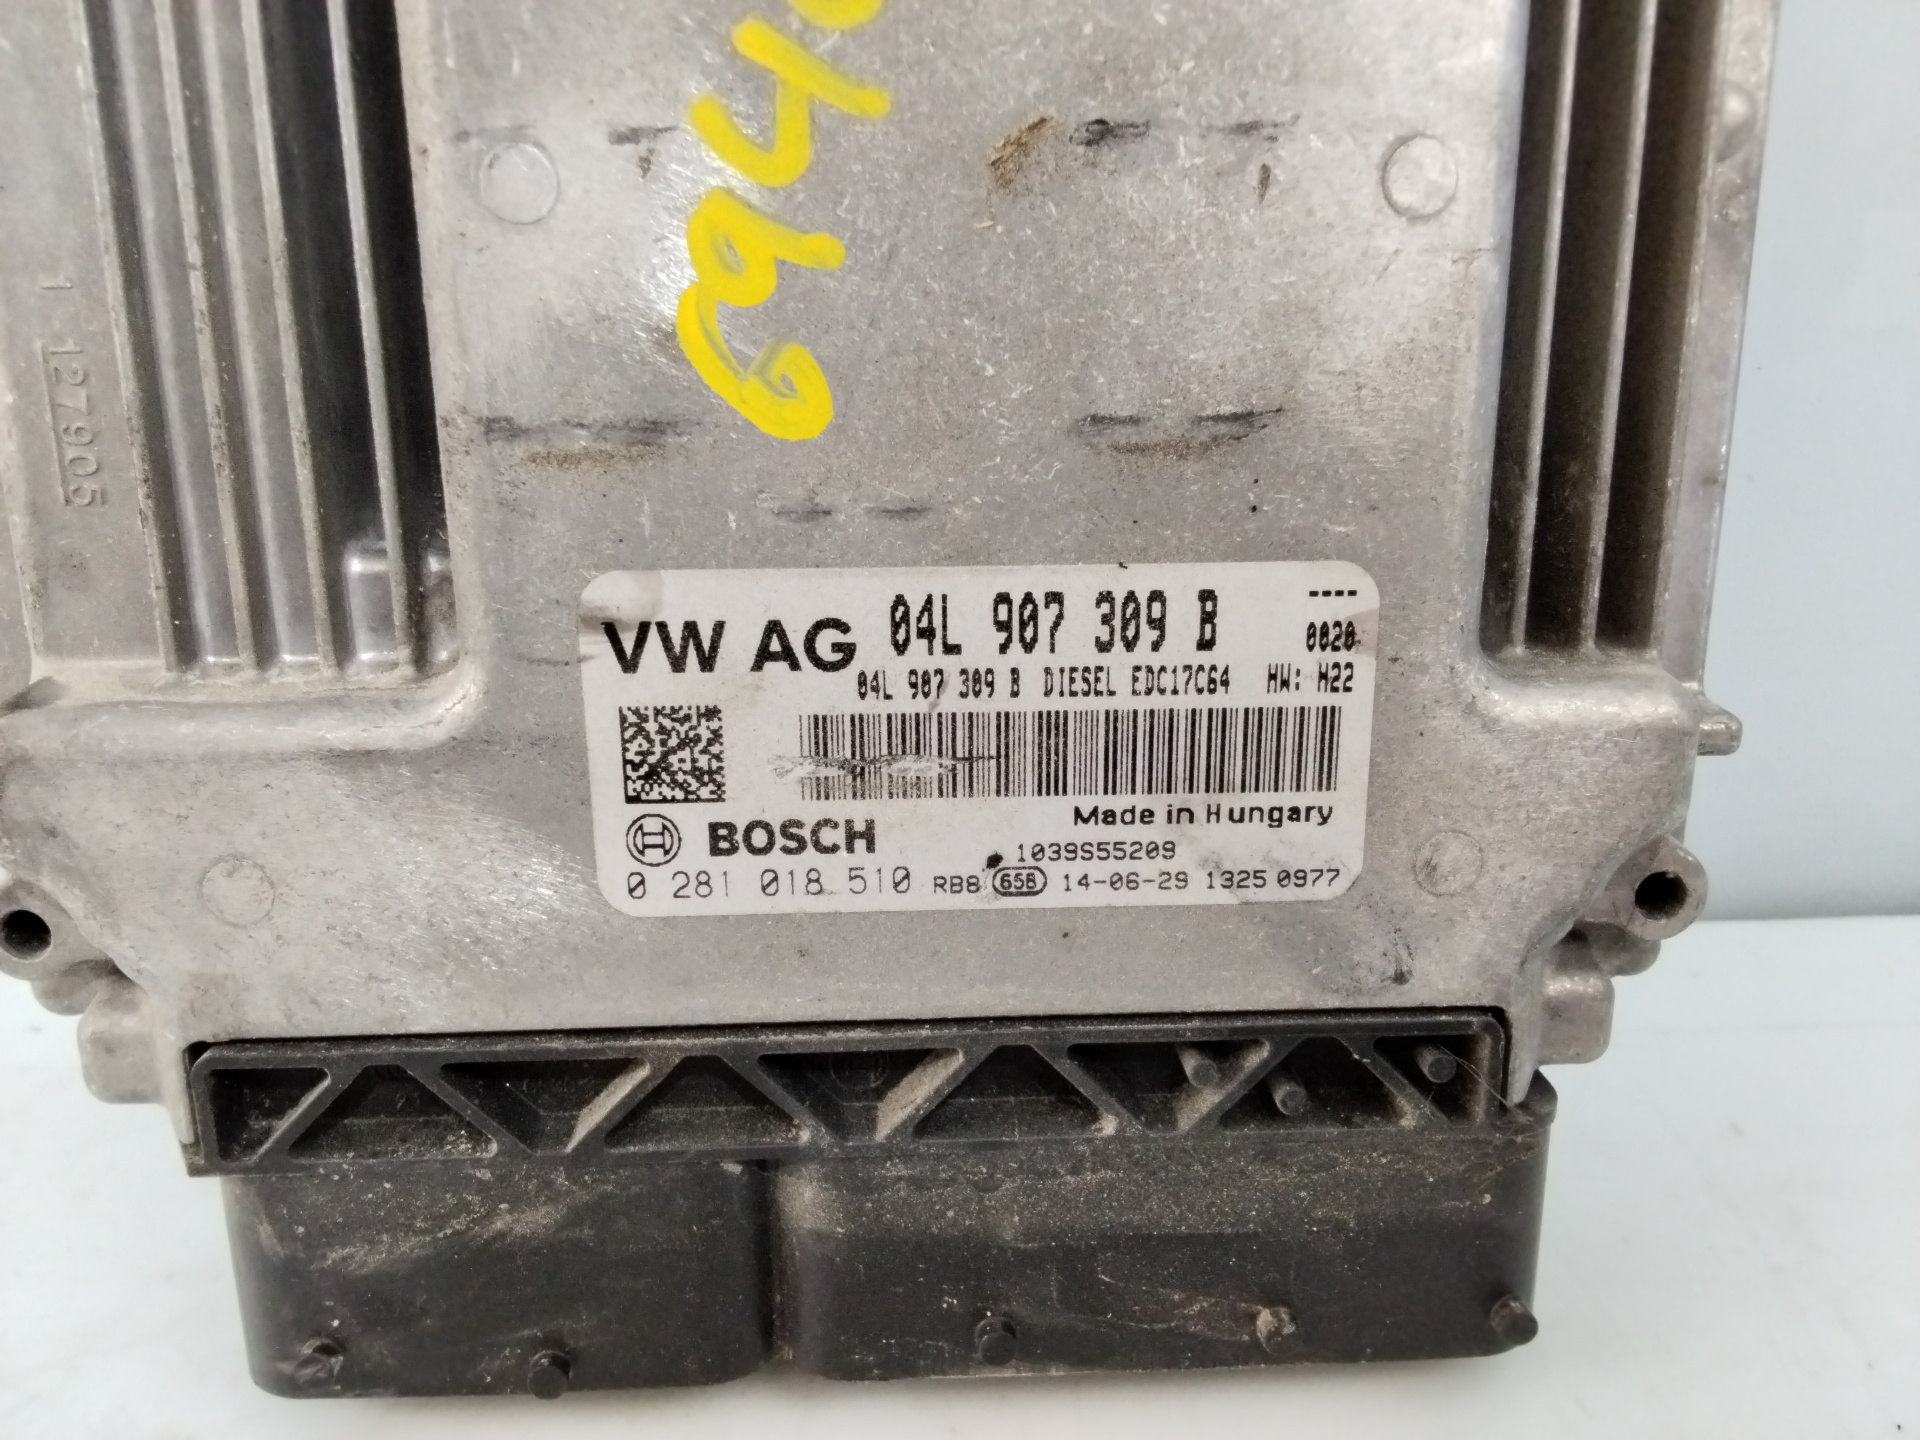 1 127905
VW AG 04L 907 309 B ----
0020
04L 907 309 B DIESEL EDC17C64 HW: H22
Made in Hungary
BOSCH
1039S55209
0 281 018 510 RB8 65B 14-06-29 1325 0977